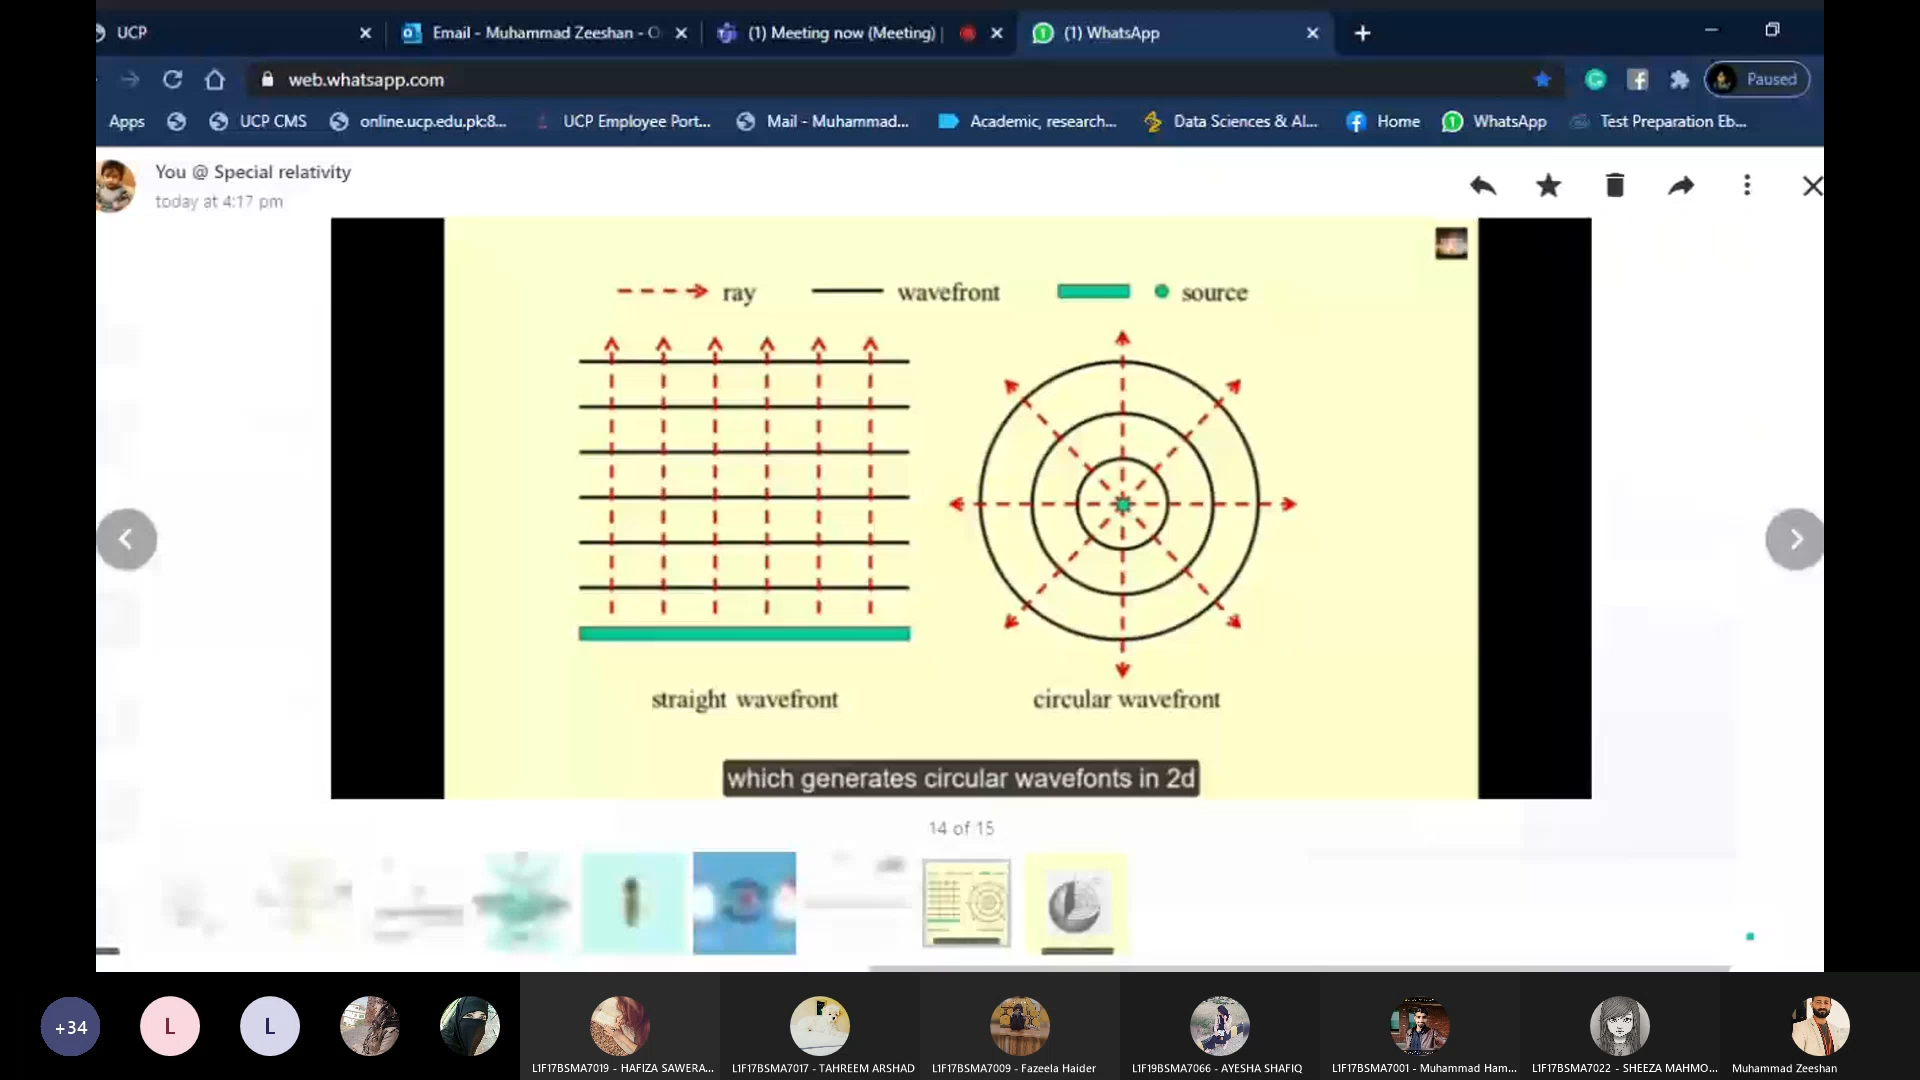 UCP
Email - Muhammad Zeeshan - O
(1) Meeting now (Meeting) |
(1) WhatsApp
web.whatsapp.com
Paused
Apps
UCP CMS
online.ucp.edu.pk:8...
UCP Employee Port...
Mail - Muhammad...
Academic, research...
Data Sciences & Al...
Home
WhatsApp
Test Preparation Eb...
You @ Special relativity
today at 4:17 pm
ray
wavefront
source
straight wavefront
circular wavefront
which generates circular wavefonts in 2d
14 of 15
+34
L
L
L1F17BSMA7019 - HAFIZA SAWERA...
L1F17BSMA7017 - TAHREEM ARSHAD
L1F17BSMA7009 - Fazeela Haider
L1F19BSMA7066 - AYESHA SHAFIQ
L1F17BSMA7001 - Muhammad Ham...
L1F17BSMA7022 - SHEEZA MAHMO...
Muhammad Zeeshan